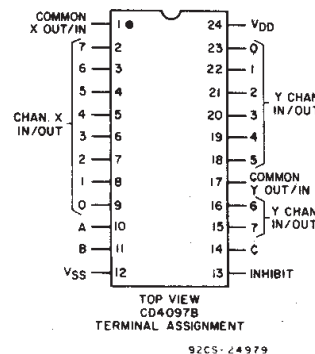 COMMON
X OUT/IN
1
24
VDD
7
2
23
0
6
3
22
1
5
4
21
2
Y CHAN
IN/OUT
CHAN. X
IN/OUT
4
5
20
3
3
6
19
4
2
7
18
5
1
8
17
COMMON
Y OUT/IN
0
9
16
6
Y CHAN
IN/OUT
A
10
15
7
B
11
14
C
VSS
12
13
INHIBIT
TOP VIEW
CD4097B
TERMINAL ASSIGNMENT
92CS-24979